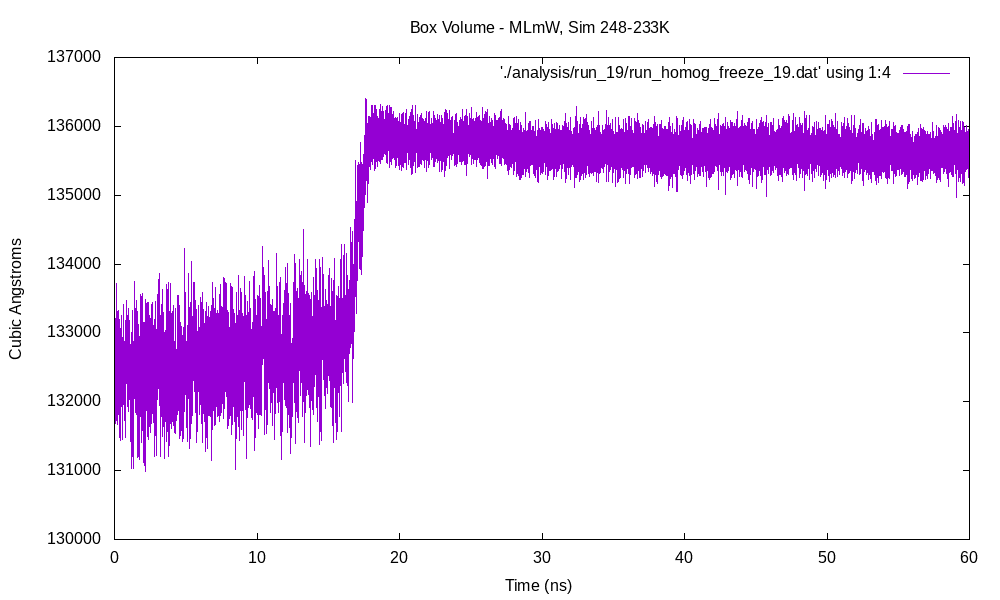 Box Volume - MLmW, Sim 248-233K
'./analysis/run_19/run_homog_freeze_19.dat' using 1:4
137000
136000
135000
134000
133000
132000
131000
130000
Cubic Angstroms
0 10 20 30 40 50 60
Time (ns)